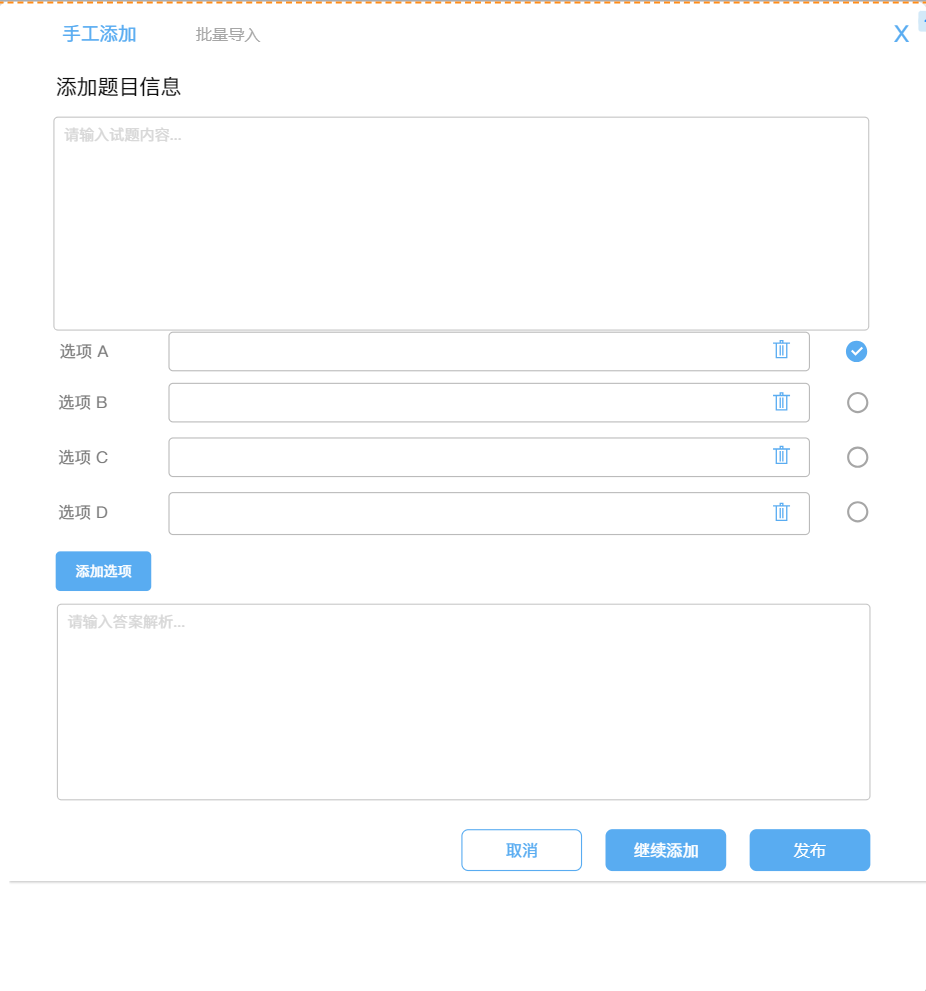 手工添加 批量导入 X
添加题目信息
请输入试题内容...
选项 A
选项 B
选项 C
选项 D
添加选项
请输入答案解析...
取消 继续添加 发布